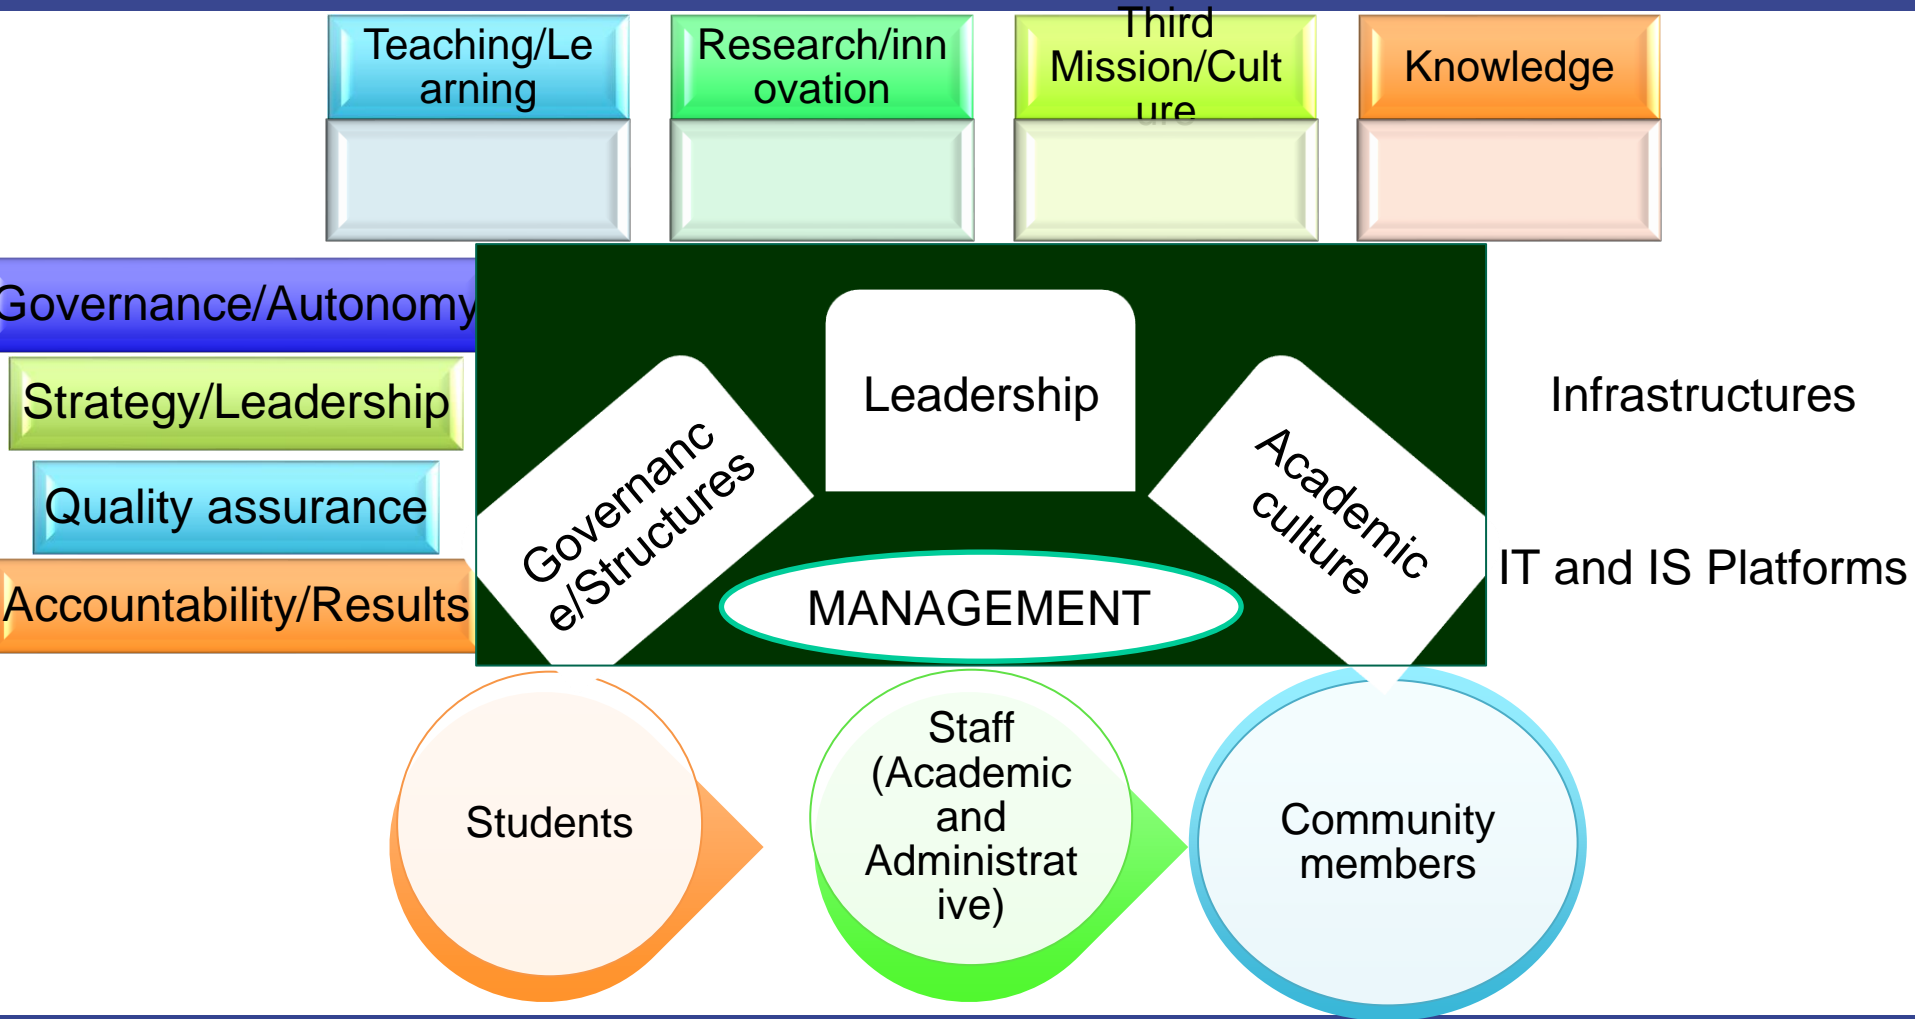 Teaching/Le
arning
Research/inn
ovation
Third
Mission/Cult
ure
Knowledge
Governance/Autonomy
Strategy/Leadership
Quality assurance
Accountability/Results
Governanc
e/Structures
Leadership
Academic
culture
MANAGEMENT
Infrastructures
IT and IS Platforms
Students
Staff
(Academic
and
Administrat
ive)
Community
members